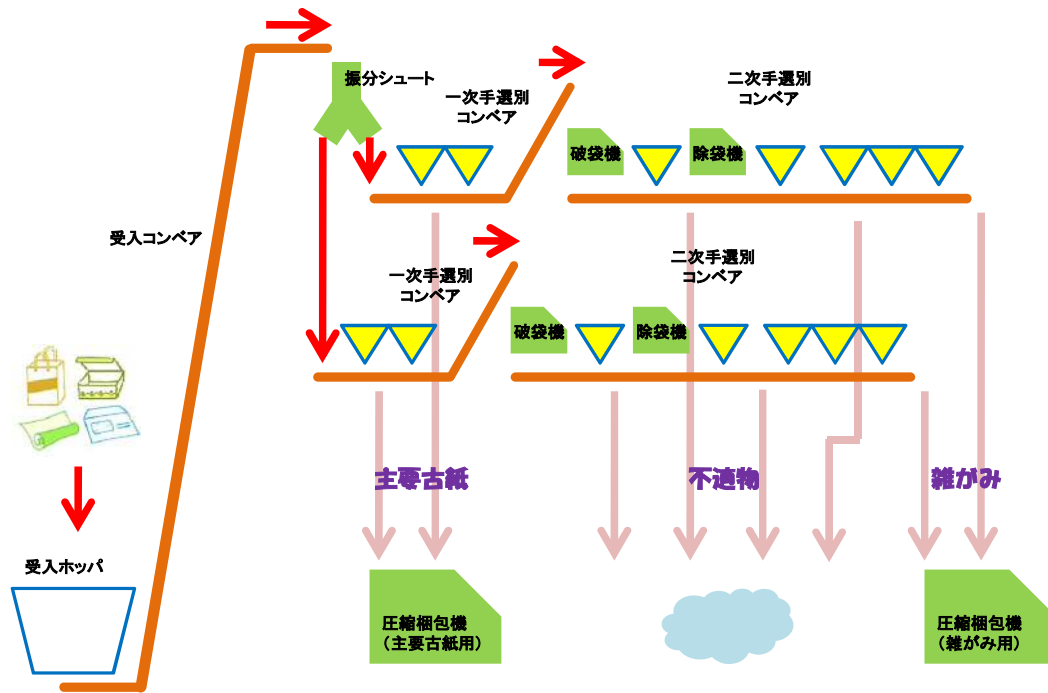 振分シュート
一次手選別
コンベア
二次手選別
コンベア
破袋機
除袋機
受入コンベア
一次手選別
コンベア
二次手選別
コンベア
破袋機
除袋機
主要古紙
不適物
雑がみ
受入ホッパ
圧縮梱包機
（主要古紙用）
圧縮梱包機
（雑がみ用）